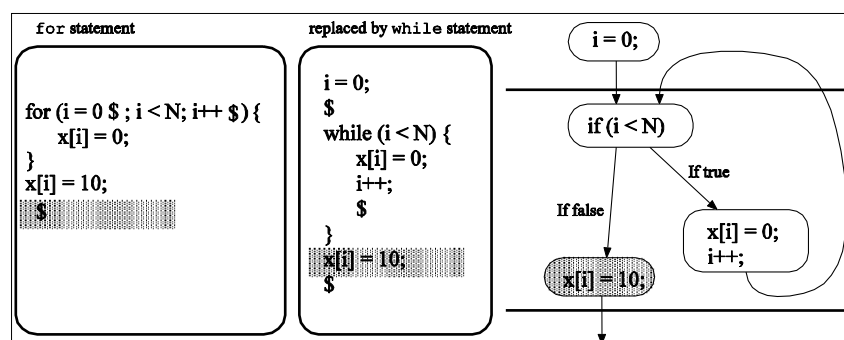 for statement
for (i = 0 $ ; i < N; i++ $) {
x[i] = 0;
}
x[i] = 10;
$
replaced by while statement
i = 0;
$
while (i < N) {
x[i] = 0;
i++;
$
}
x[i] = 10;
$
i = 0;
if (i < N)
If true
If false
x[i] = 0;
i++;
x[i] = 10;